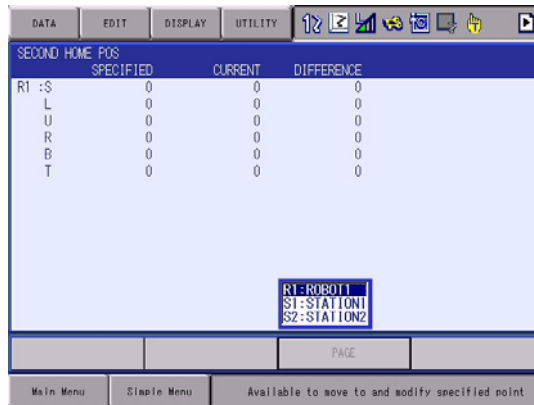 DATA EDIT DISPLAY UTILITY
SECOND HOME POS
SPECIFIED CURRENT DIFFERENCE
R1 :S 0 0 0
L 0 0 0
U 0 0 0
R 0 0 0
B 0 0 0
T 0 0 0
R1:ROBOT1
S1:STATION1
S2:STATION2
PAGE
Main Menu Simple Menu Available to move to and modify specified point